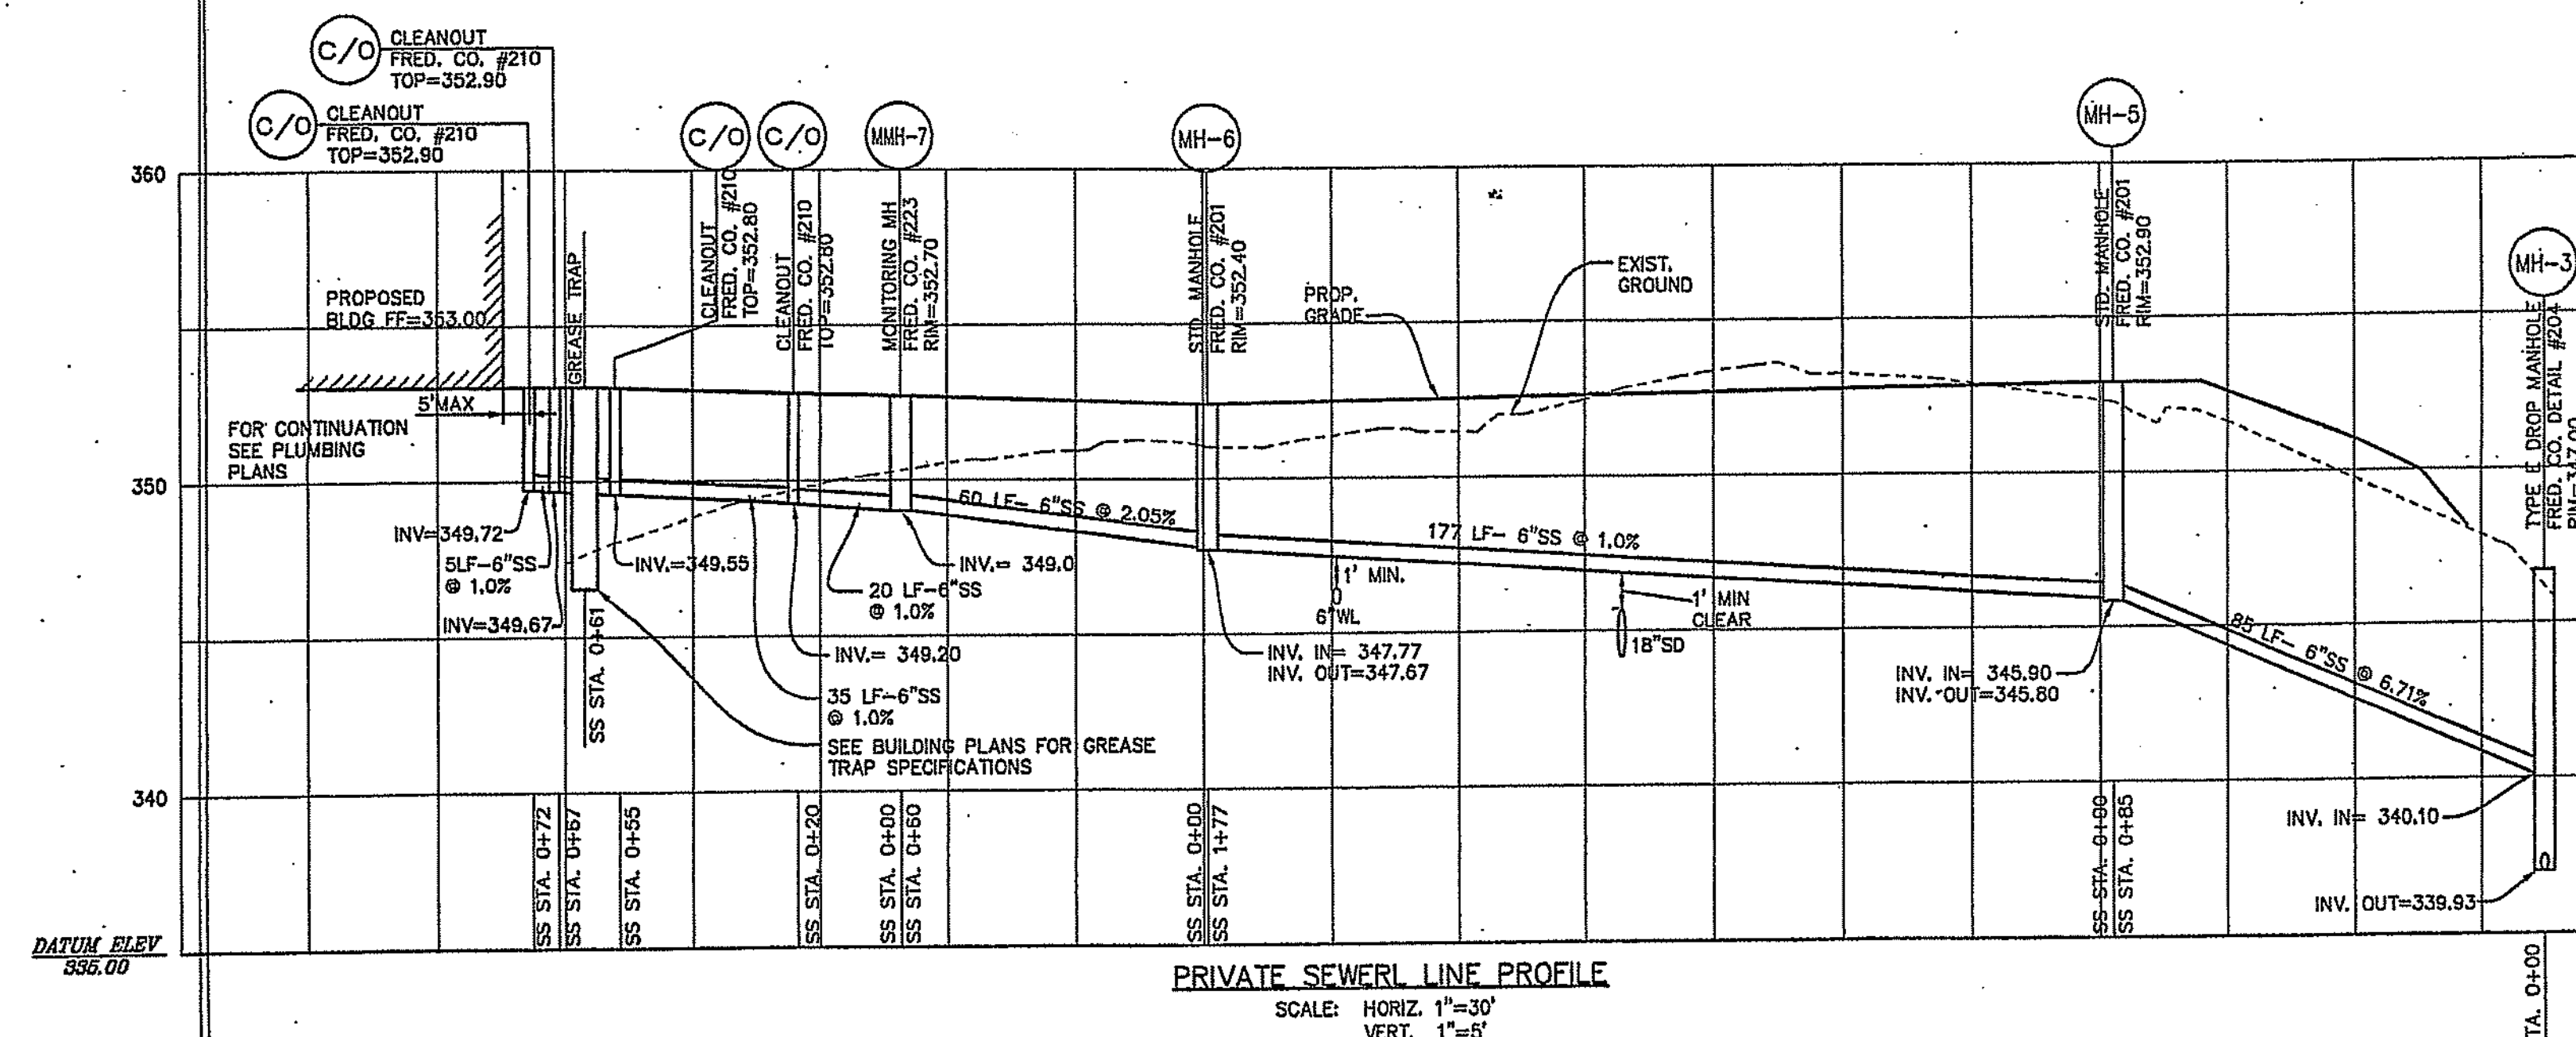 C/O
CLEANOUT
FRED. CO. #210
TOP=352.90
C/O
CLEANOUT
FRED. CO. #210
TOP=352.90
C/O
C/O
MMH-7
MH-6
MH-5
MH-3
360
350
340
DATUM ELEV
335.00
PROPOSED
BLDG FF=353.00
GREASE TRAP
CLEANOUT
FRED. CO. #210
TOP=352.80
CLEANOUT
FRED. CO. #210
TOP=352.80
MONITORING MH
FRED. CO. #223
RIM=352.70
STD. MANHOLE
FRED. CO. #201
RIM=352.40
PROP.
GRADE
EXIST.
GROUND
STD. MANHOLE
FRED. CO. #201
RIM=352.90
TYPE E DROP MANHOLE
FRED. CO. DETAIL #204
RIM=347.00
5' MAX
FOR CONTINUATION
SEE PLUMBING
PLANS
INV=349.72
5LF-6"SS
@ 1.0%
INV=349.67
SS STA. 0+61
INV.=349.55
20 LF-6"SS
@ 1.0%
INV.= 349.0
INV.= 349.20
35 LF-6"SS
@ 1.0%
SEE BUILDING PLANS FOR GREASE
TRAP SPECIFICATIONS
60 LF- 6"SS @ 2.05%
177 LF- 6"SS @ 1.0%
1' MIN.
6"WL
1' MIN
CLEAR
18"SD
INV. IN= 347.77
INV. OUT=347.67
INV. IN= 345.90
INV. OUT=345.80
85 LF- 6"SS @ 6.71%
INV. IN= 340.10
INV. OUT=339.93
SS STA. 0+72
SS STA. 0+67
SS STA. 0+55
SS STA. 0+20
SS STA. 0+00
SS STA. 0+60
SS STA. 0+00
SS STA. 1+77
SS STA. 0+00
SS STA. 0+85
TA. 0+00
PRIVATE SEWERL LINE PROFILE
SCALE: HORIZ. 1"=30'
VERT. 1"=5'